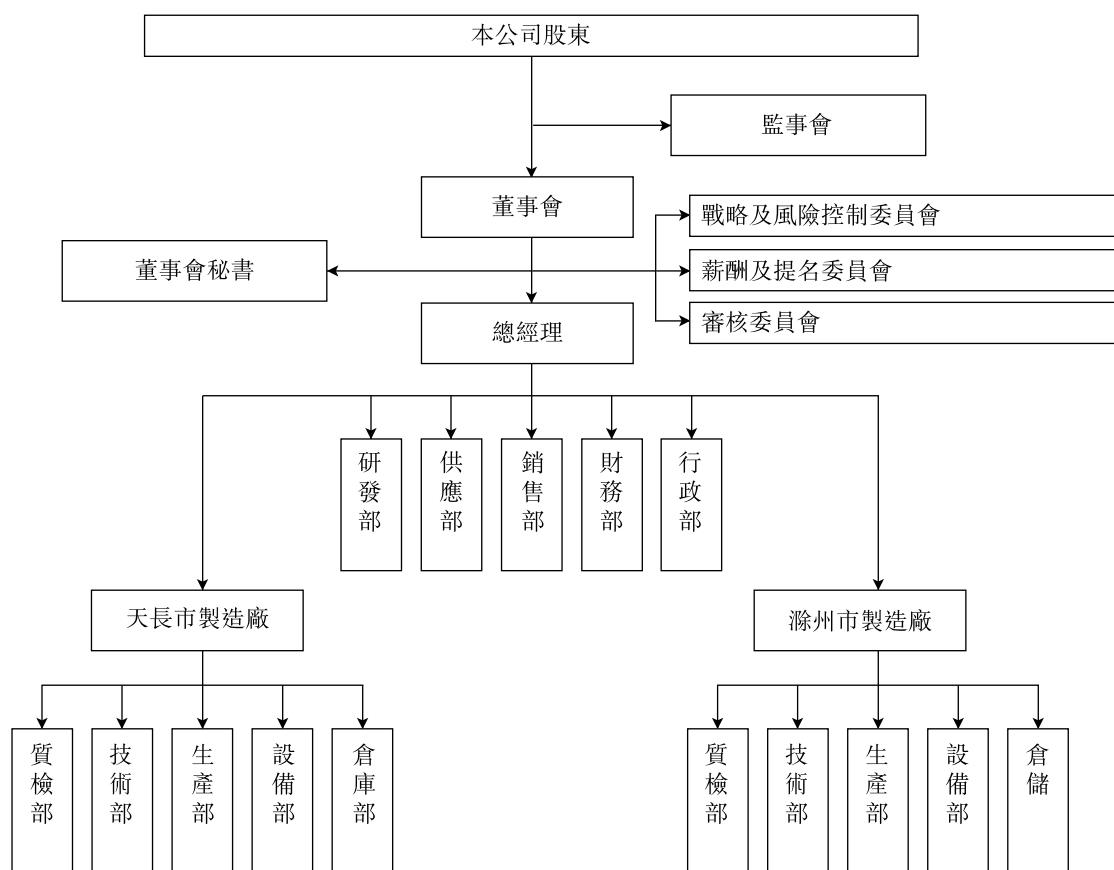 本公司股東
監事會
董事會
戰略及風險控制委員會
董事會秘書
薪酬及提名委員會
審核委員會
總經理
研發部
供應部
銷售部
財務部
行政部
天長市製造廠
滁州市製造廠
質檢部
技術部
生產部
設備部
倉庫部
質檢部
技術部
生產部
設備部
倉儲